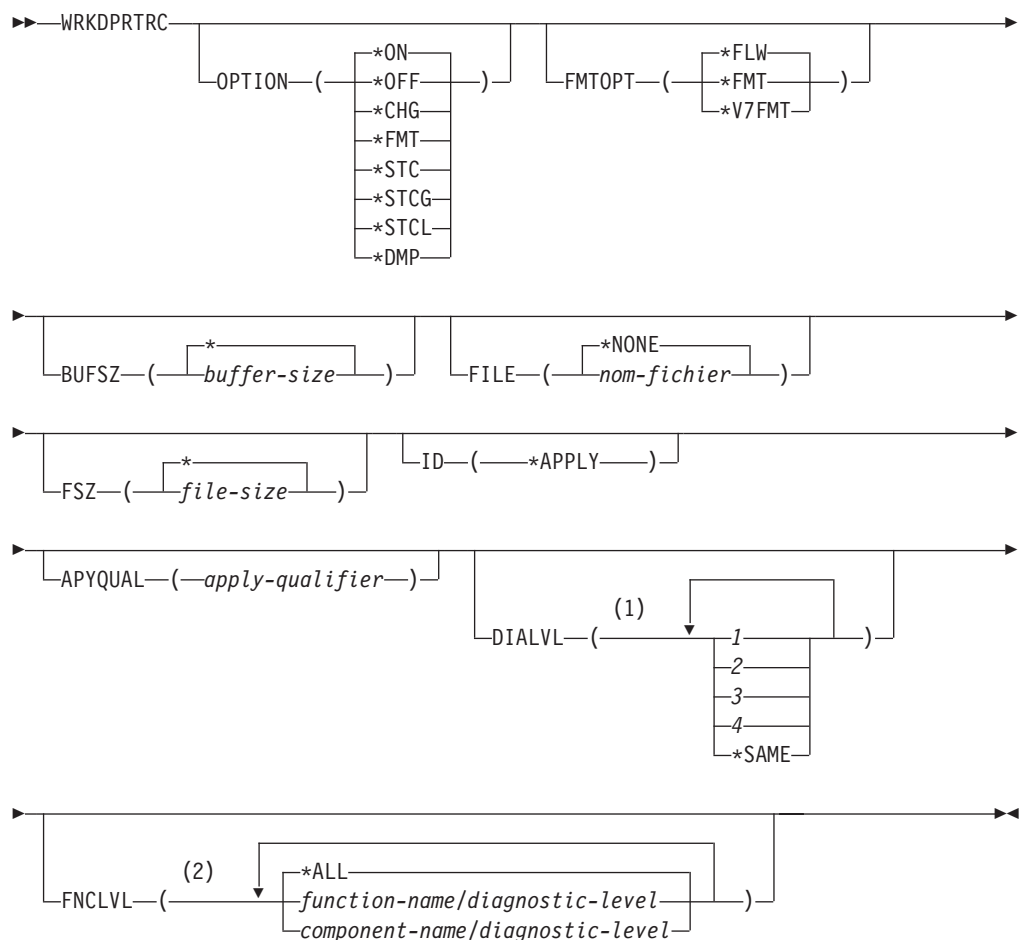 WRKDPRTRC
OPTION ( *ON )
*OFF
*CHG
*FMT
*STC
*STCG
*STCL
*DMP
FMTOPT ( *FLW )
*FMT
*V7FMT
BUFSZ ( * )
buffer-size
FILE ( *NONE )
nom-fichier
FSZ ( * )
file-size
ID ( *APPLY )
APYQUAL ( apply-qualifier )
(1)
DIALVL ( 1 )
2
3
4
*SAME
(2)
FNCLVL ( *ALL )
function-name/diagnostic-level
component-name/diagnostic-level